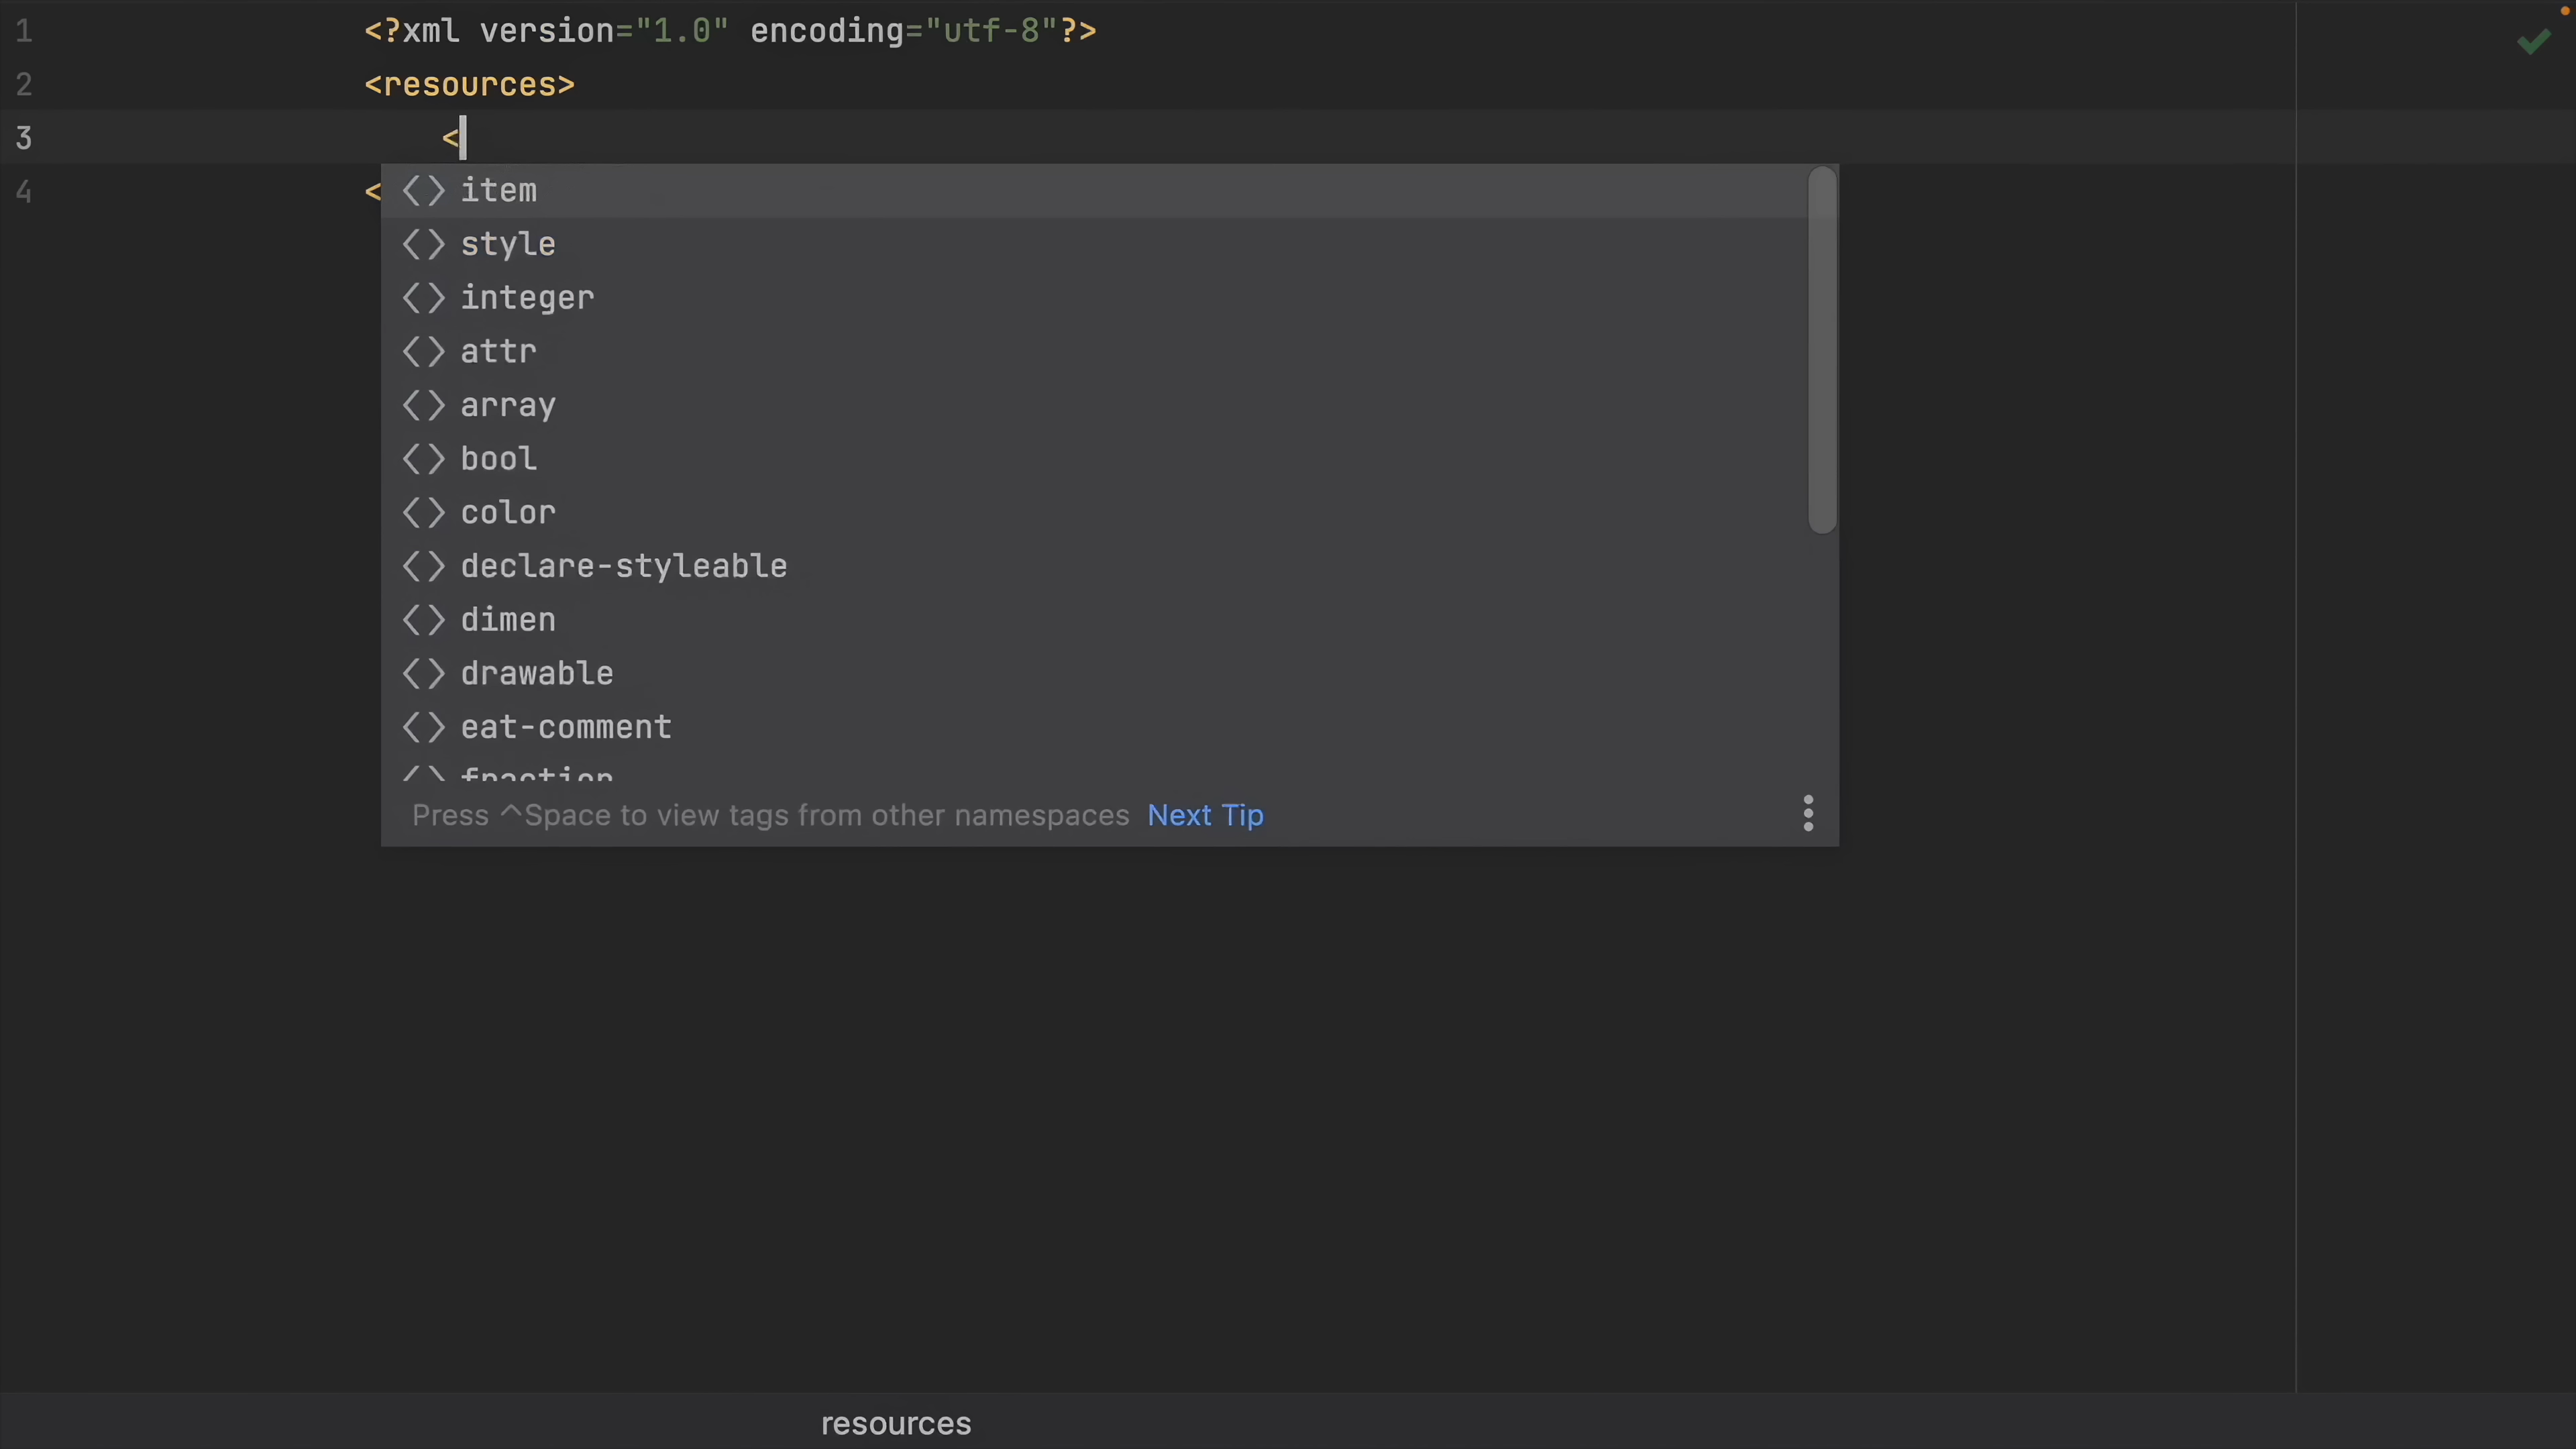 1 <?xml version="1.0" encoding="utf-8"?>
2 <resources>
3 <
4 <
<> item
<> style
<> integer
<> attr
<> array
<> bool
<> color
<> declare-styleable
<> dimen
<> drawable
<> eat-comment
<> fraction
Press ^Space to view tags from other namespaces Next Tip
resources